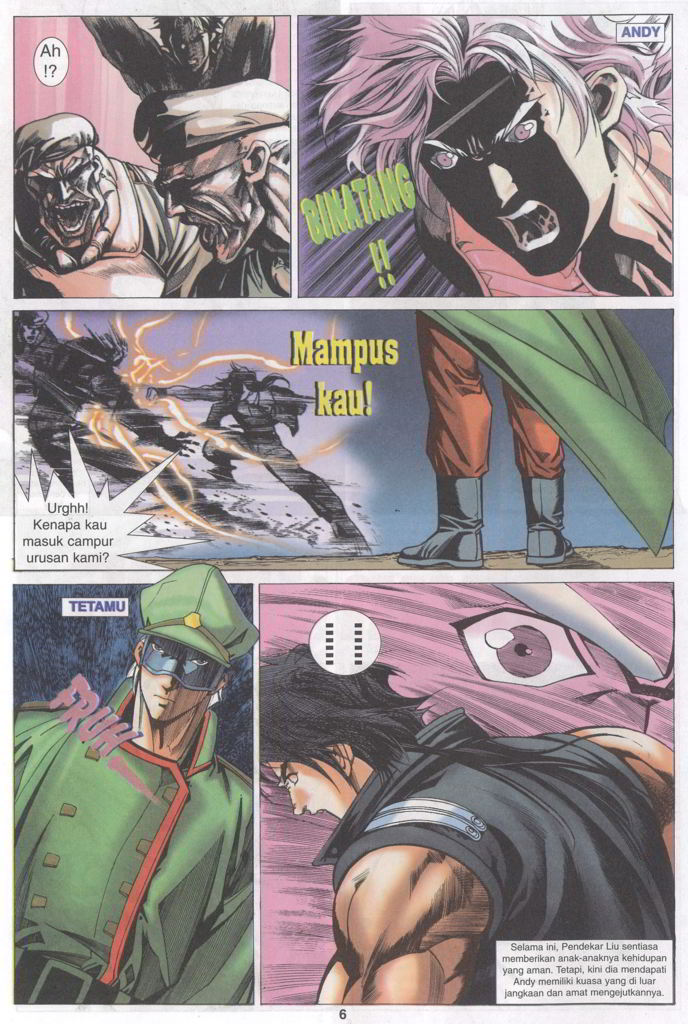 Ah
!?
ANDY
BINATANG
!!
Mampus
kau!
Urghh!
Kenapa kau
masuk campur
urusan kami?
TETAMU
FRUH
Selama ini, Pendekar Liu sentiasa
memberikan anak-anaknya kehidupan
yang aman. Tetapi, kini dia mendapati
Andy memiliki kuasa yang di luar
jangkaan dan amat mengejutkannya.
6